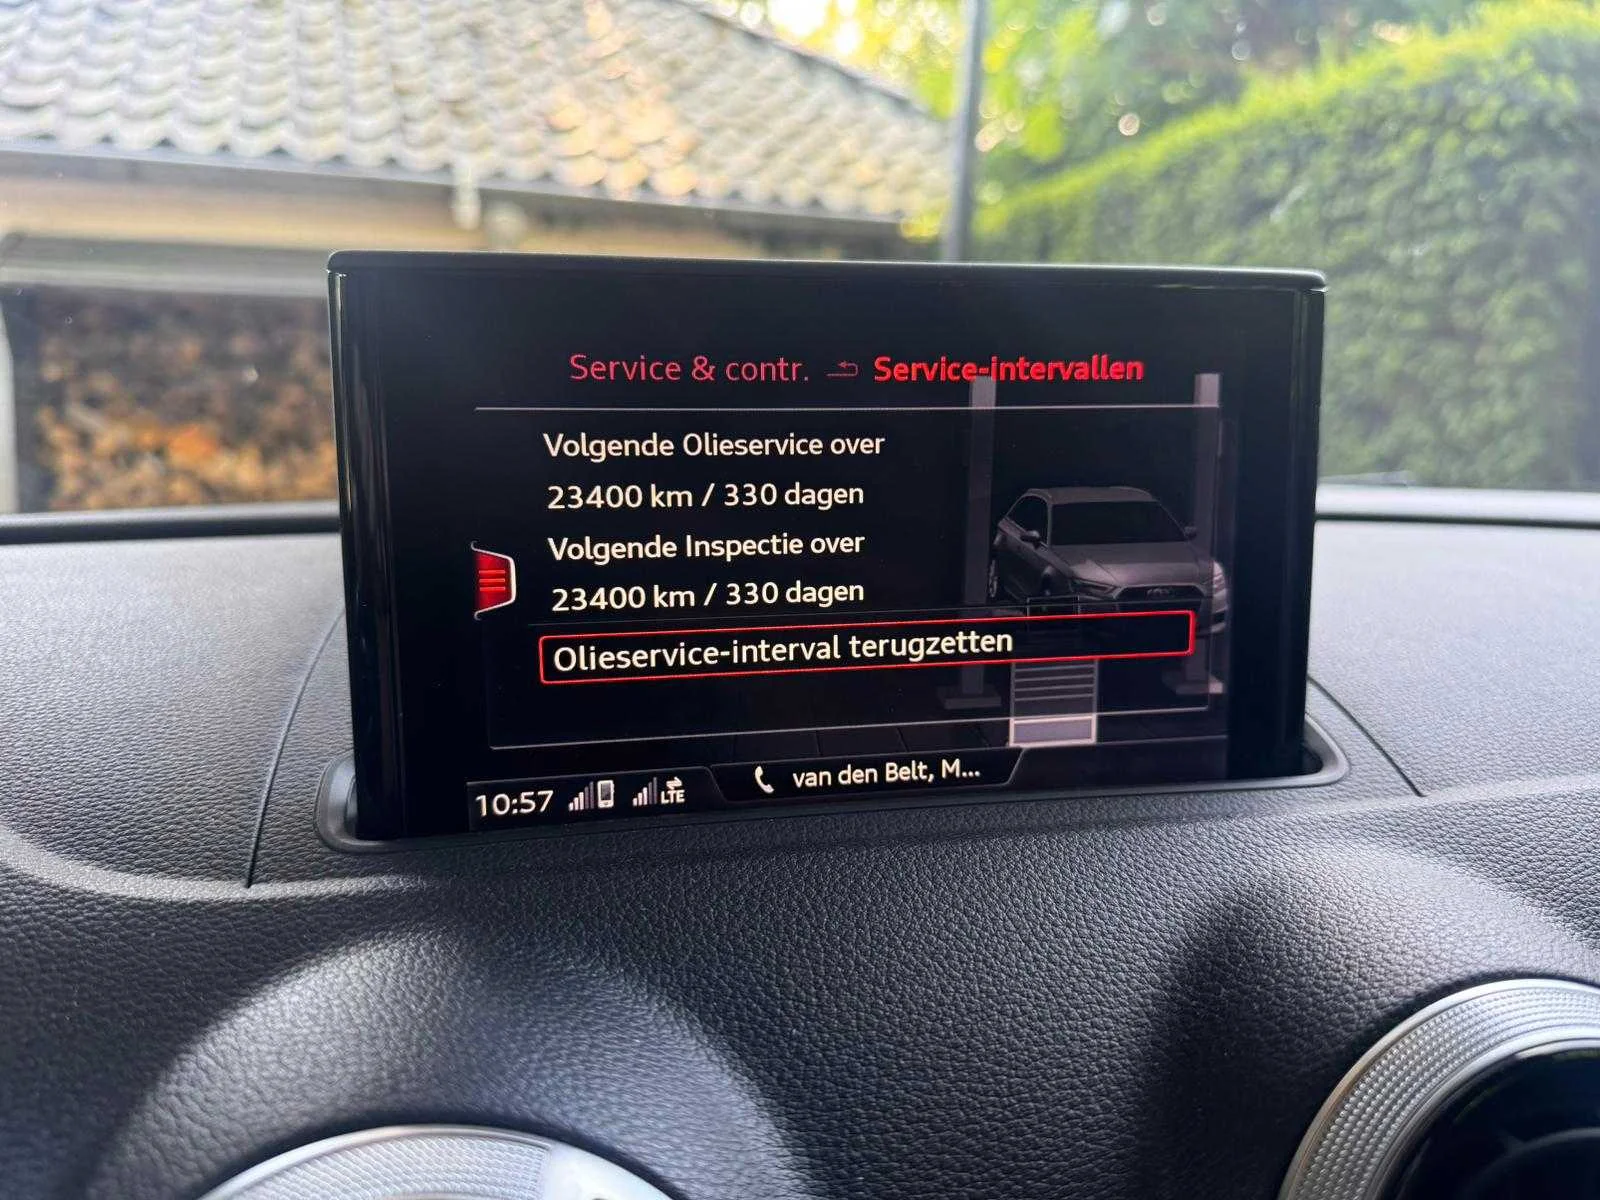 Service & contr. Service-intervallen
Volgende Olieservice over
23400 km / 330 dagen
Volgende Inspectie over
23400 km / 330 dagen
Olieservice-interval terugzetten
10:57 LTE van den Belt, M...